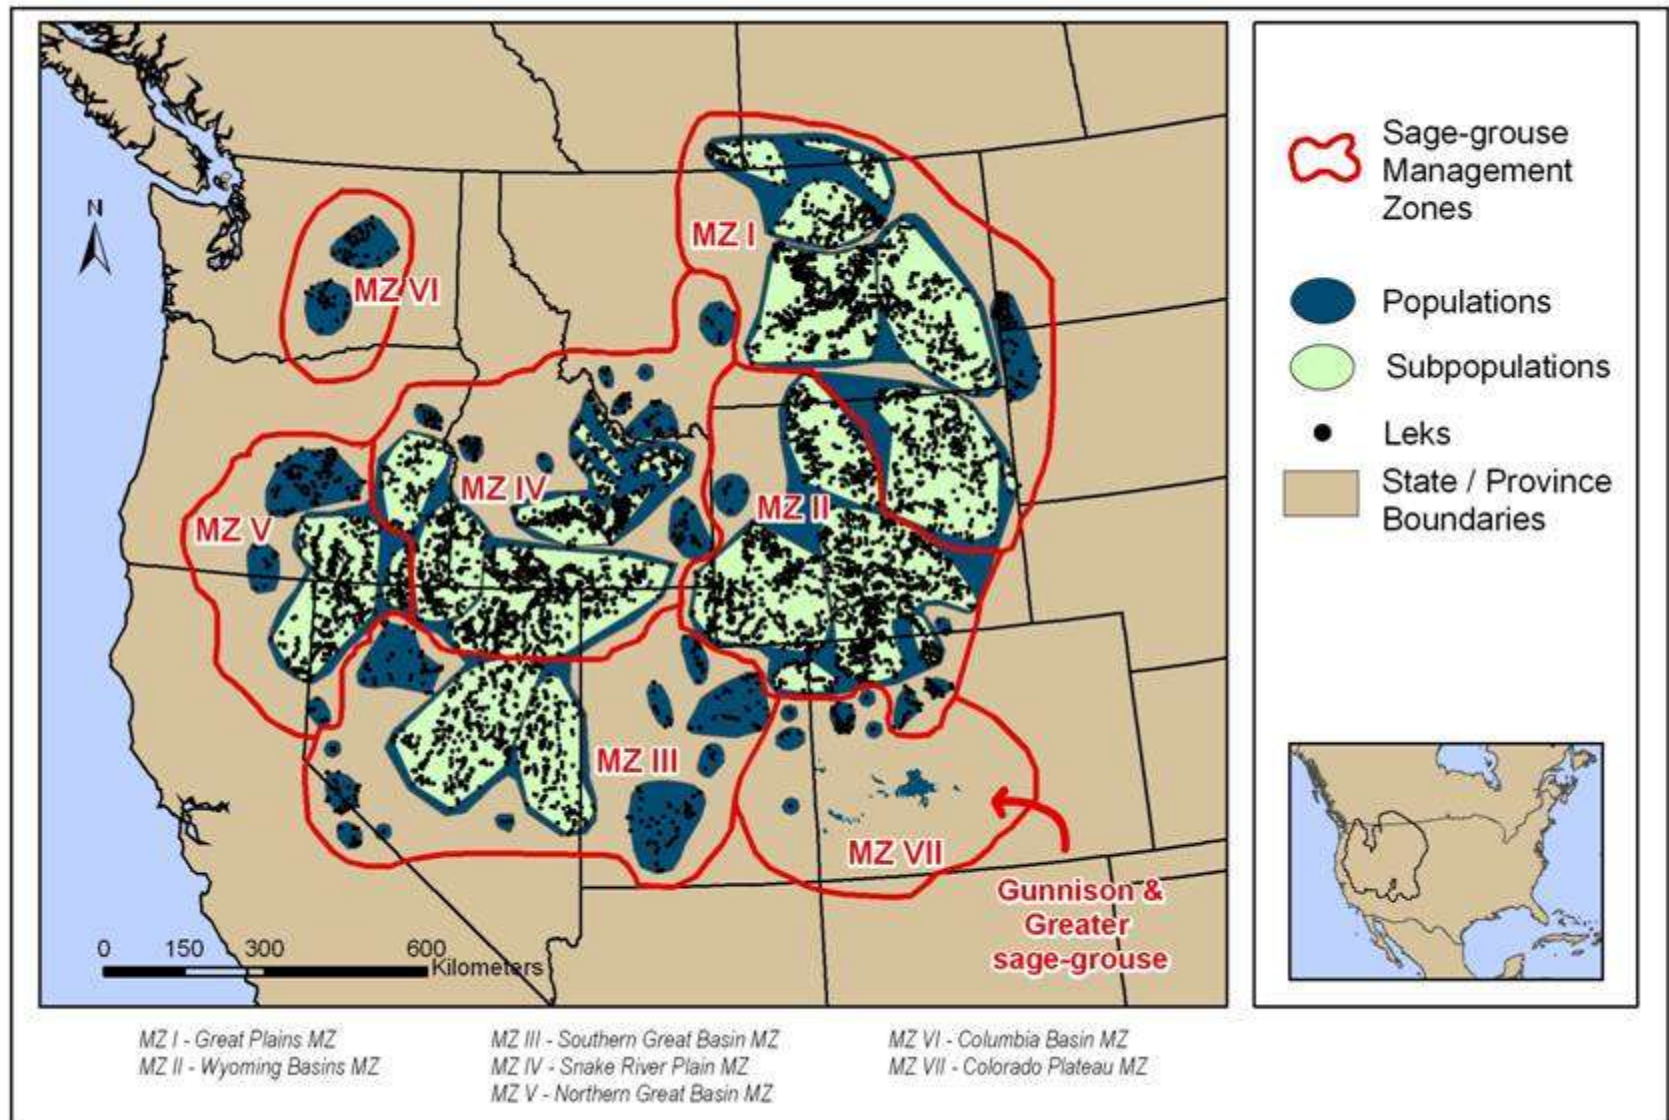 N
MZ I
MZ VI
MZ IV
MZ II
MZ V
MZ III
MZ VII
Gunnison &
Greater
sage-grouse
0 150 300 600
Kilometers
Sage-grouse
Management
Zones
Populations
Subpopulations
Leks
State / Province
Boundaries
MZ I - Great Plains MZ
MZ II - Wyoming Basins MZ
MZ III - Southern Great Basin MZ
MZ IV - Snake River Plain MZ
MZ V - Northern Great Basin MZ
MZ VI - Columbia Basin MZ
MZ VII - Colorado Plateau MZ